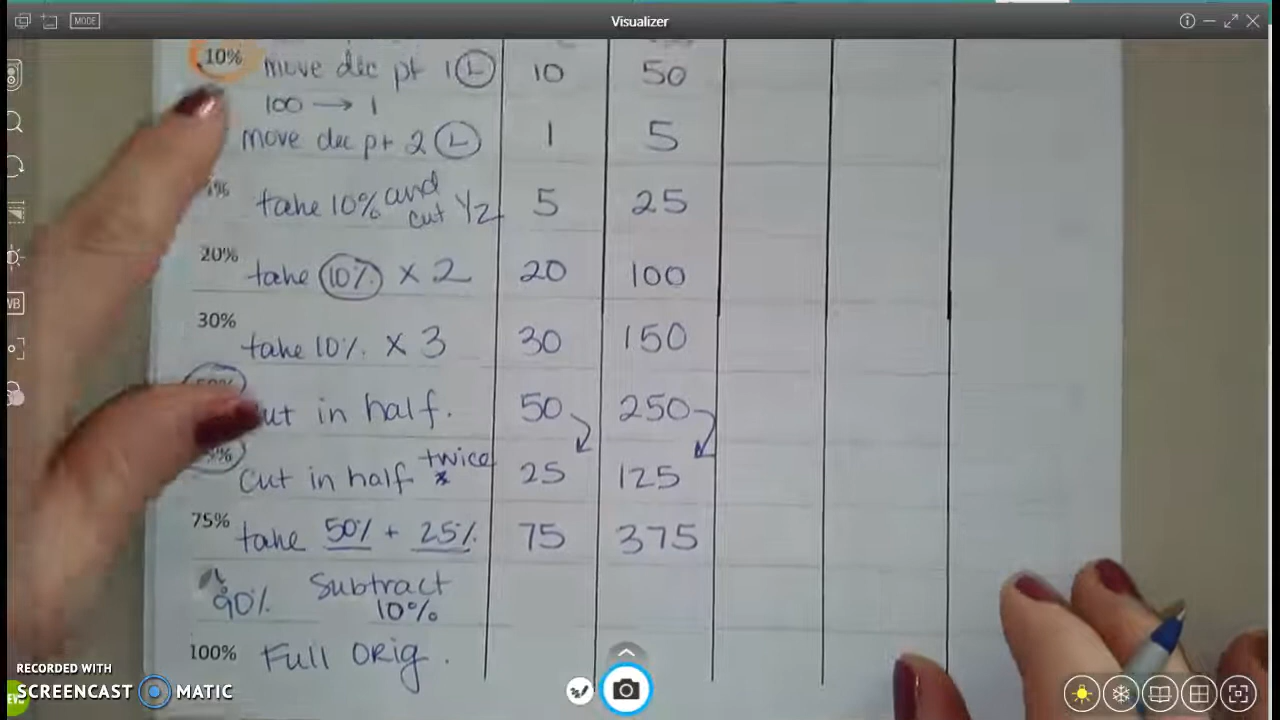 Visualizer
MODE
10% move dec pt 1 L 10 50
100 → 1
move dec pt 2 L 1 5
take 10% and cut 1/2 5 25
20% take 10% x 2 20 100
30% take 10% x 3 30 150
cut in half. 50 250
cut in half twice * 25 125
75% take 50% + 25% 75 375
90% Subtract 10%
100% Full orig.
RECORDED WITH
SCREENCAST MATIC
WB